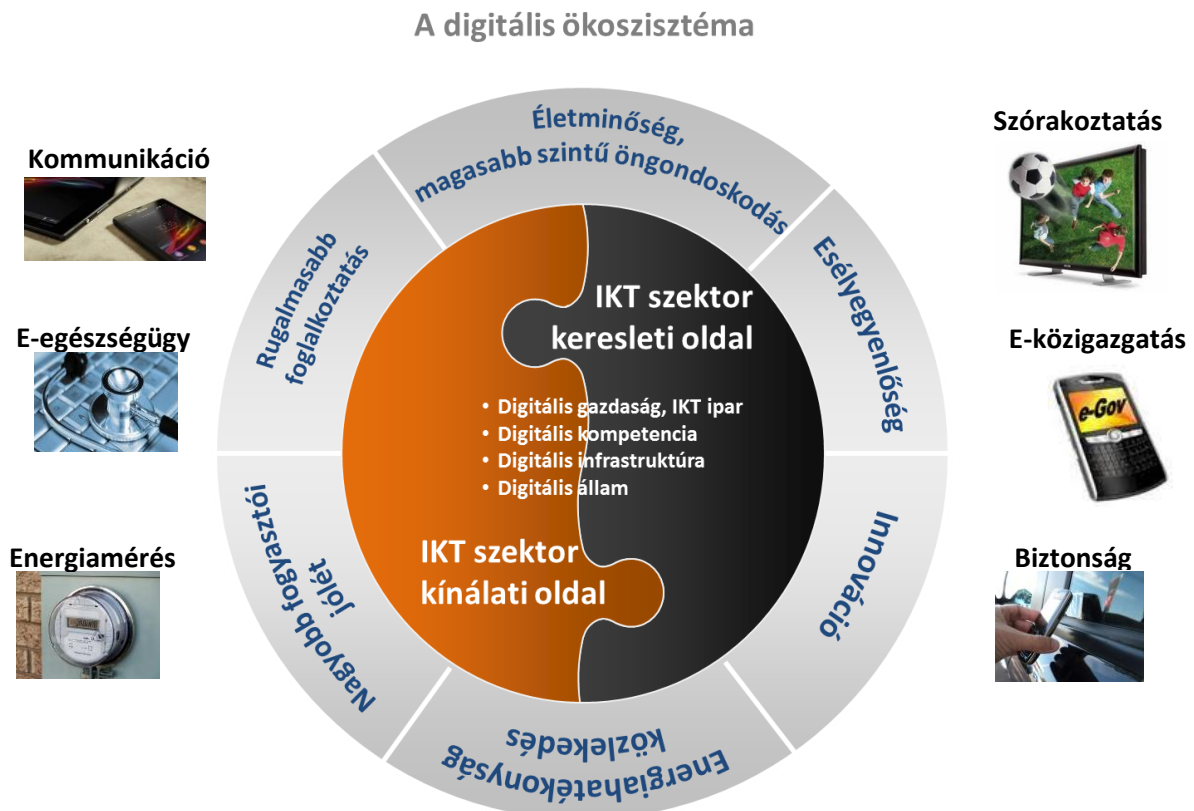 A digitális ökoszisztéma
Kommunikáció
E-egészségügy
Energiamérés
Életminőség,
magasabb szintű öngondoskodás
Esélyegyenlőség
Innováció
Energiahatékonyság
közlekedés
Nagyobb fogyasztói
jólét
Rugalmasabb
foglalkoztatás
IKT szektor
keresleti oldal
• Digitális gazdaság, IKT ipar
• Digitális kompetencia
• Digitális infrastruktúra
• Digitális állam
IKT szektor
kínálati oldal
Szórakoztatás
E-közigazgatás
e-Gov
Biztonság